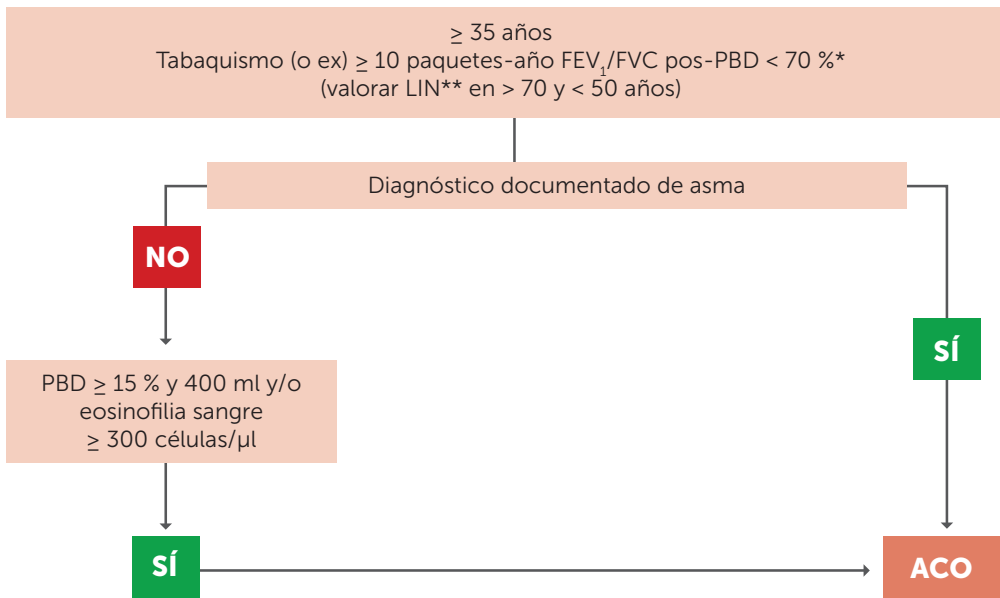 ≥ 35 años
Tabaquismo (o ex) ≥ 10 paquetes-año FEV₁/FVC pos-PBD < 70 %*
(valorar LIN** en > 70 y < 50 años)
Diagnóstico documentado de asma
NO
SÍ
PBD ≥ 15 % y 400 ml y/o
eosinofilia sangre
≥ 300 células/µl
SÍ
ACO